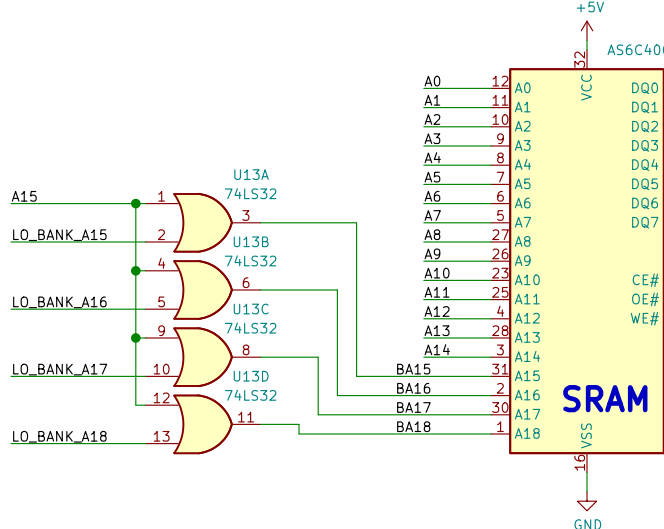 +5V
AS6C400
32
VCC
A0 12 A0 DQ0
A1 11 A1 DQ1
A2 10 A2 DQ2
A3 9 A3 DQ3
A4 8 A4 DQ4
A5 7 A5 DQ5
A6 6 A6 DQ6
A7 5 A7 DQ7
A8 27 A8
A9 26 A9
A10 23 A10 CE#
A11 25 A11 OE#
A12 4 A12 WE#
A13 28 A13
A14 3 A14
BA15 31 A15
BA16 2 A16
BA17 30 A17
BA18 1 A18
SRAM
VSS
16
GND
U13A
74LS32
A15 1
3
LO_BANK_A15 2
U13B
74LS32
4
6
LO_BANK_A16 5
U13C
74LS32
9
8
LO_BANK_A17 10
U13D
74LS32
12
11
LO_BANK_A18 13